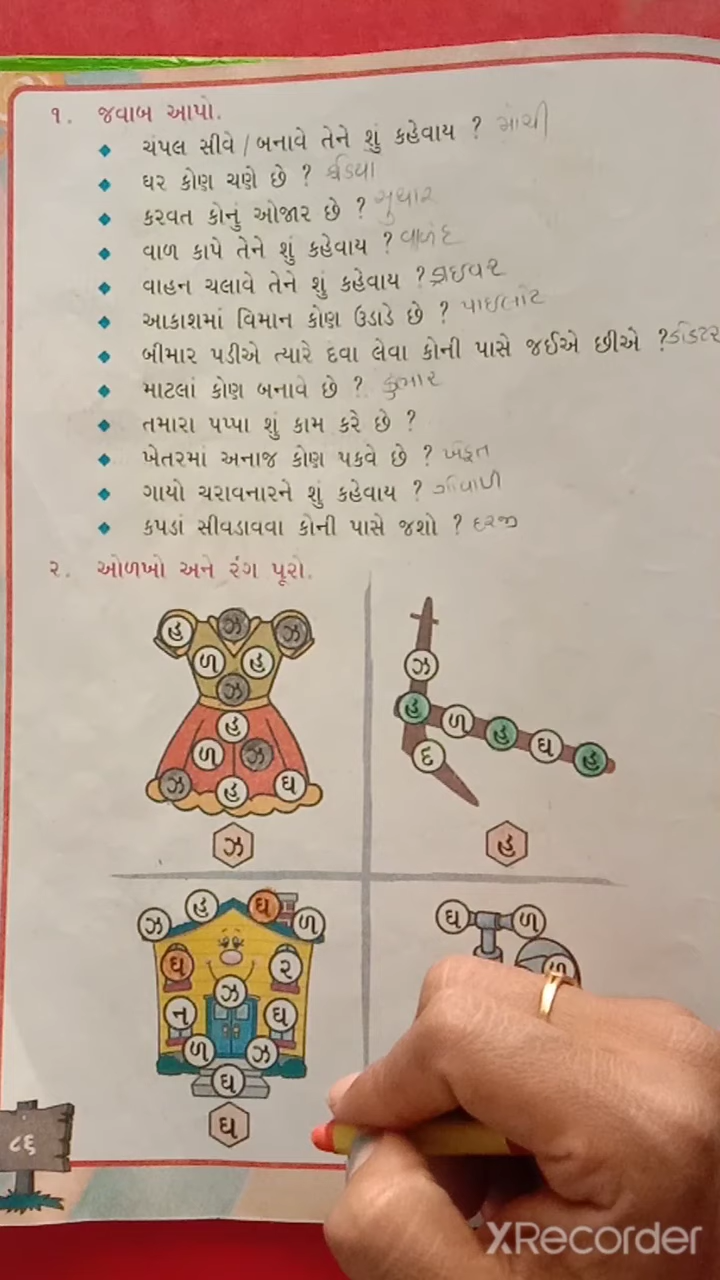 ૧. જવાબ આપો.
ચંપલ સીવે / બનાવે તેને શું કહેવાય ? મોચી
ઘર કોણ ચણે છે ? કડિયા
કરવત કોનું ઓજાર છે ? સુથાર
વાળ કાપે તેને શું કહેવાય ? વાળંદ
વાહન ચલાવે તેને શું કહેવાય ? ડ્રાઇવર
આકાશમાં વિમાન કોણ ઉડાડે છે ? પાઇલોટ
બીમાર પડીએ ત્યારે દવા લેવા કોની પાસે જઈએ છીએ ? ડૉક્ટર
માટલાં કોણ બનાવે છે ? કુંભાર
તમારા પપ્પા શું કામ કરે છે ?
ખેતરમાં અનાજ કોણ પકવે છે ? ખેડૂત
ગાયો ચરાવનારને શું કહેવાય ? ગોવાળ
કપડાં સીવડાવવા કોની પાસે જશો ? દરજી
૨. ઓળખો અને રંગ પૂરો.
હ ઝ ઝ
ળ હ
ઝ
હ
ળ ઝ
ઝ હ ઘ
ઝ
ઝ
હ ળ હ ઘ હ
દ
હ
ઝ હ ઘ ળ
ઘ ર
ઝ
ન ઘ
ળ ઝ
ઘ
ઘ
ઘ ળ
ળ
૮૬
XRecorder